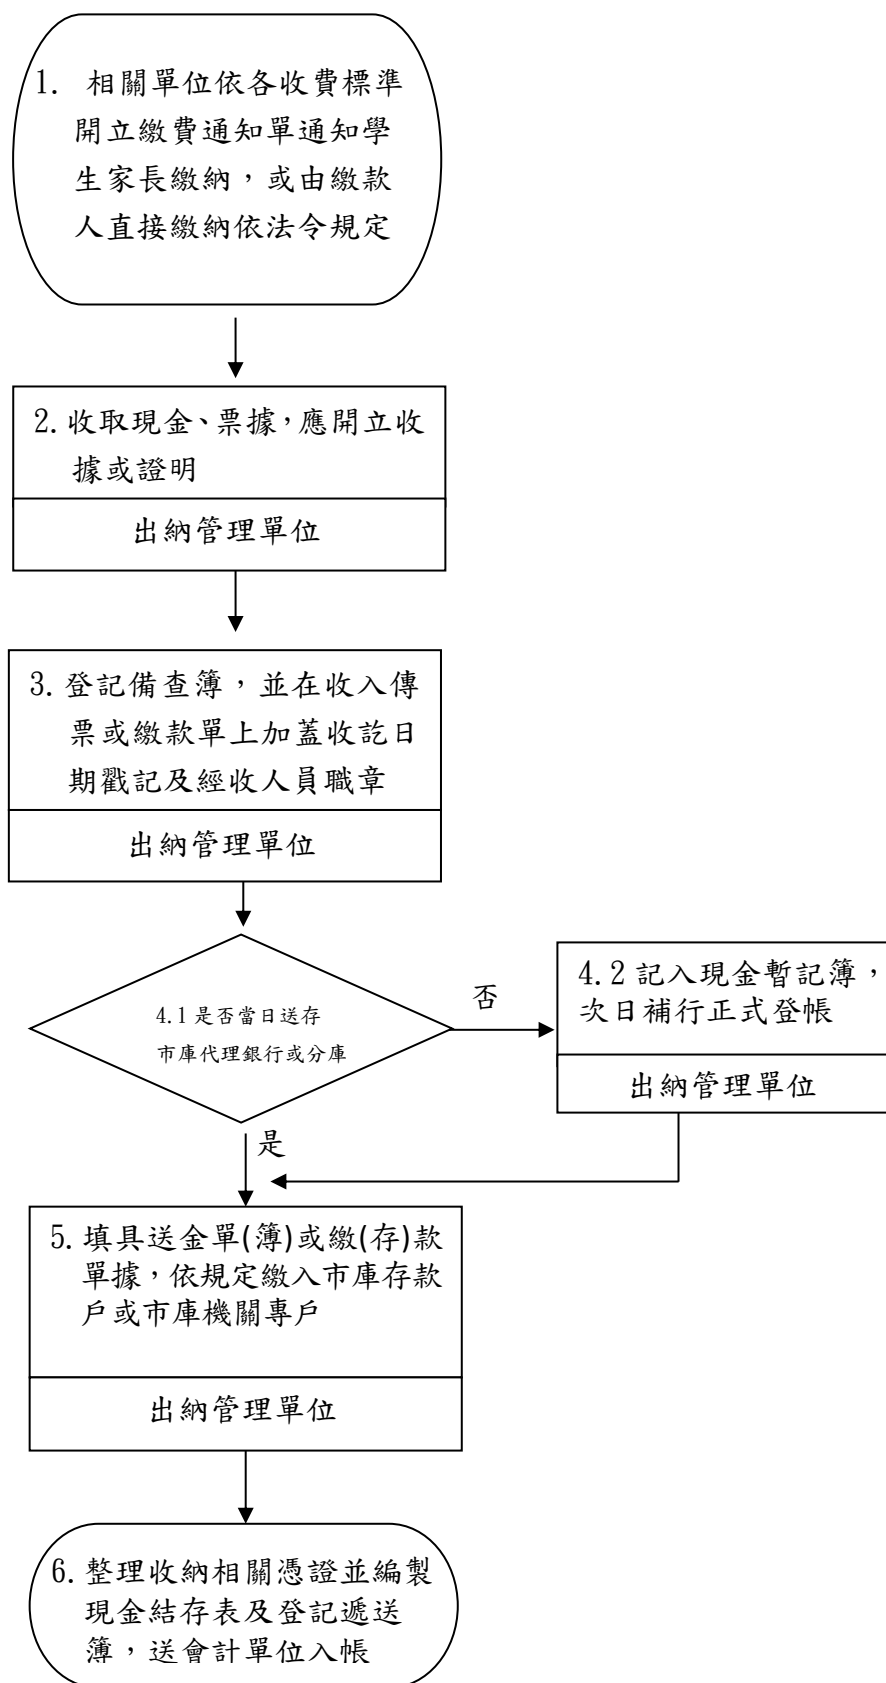 1. 相關單位依各收費標準
開立繳費通知單通知學
生家長繳納，或由繳款
人直接繳納依法令規定
2. 收取現金、票據，應開立收
據或證明
出納管理單位
3. 登記備查簿，並在收入傳
票或繳款單上加蓋收訖日
期戳記及經收人員職章
出納管理單位
4.1 是否當日送存
市庫代理銀行或分庫
否
4.2 記入現金暫記簿，
次日補行正式登帳
出納管理單位
是
5. 填具送金單(簿)或繳(存)款
單據，依規定繳入市庫存款
戶或市庫機關專戶
出納管理單位
6. 整理收納相關憑證並編製
現金結存表及登記遞送
簿，送會計單位入帳